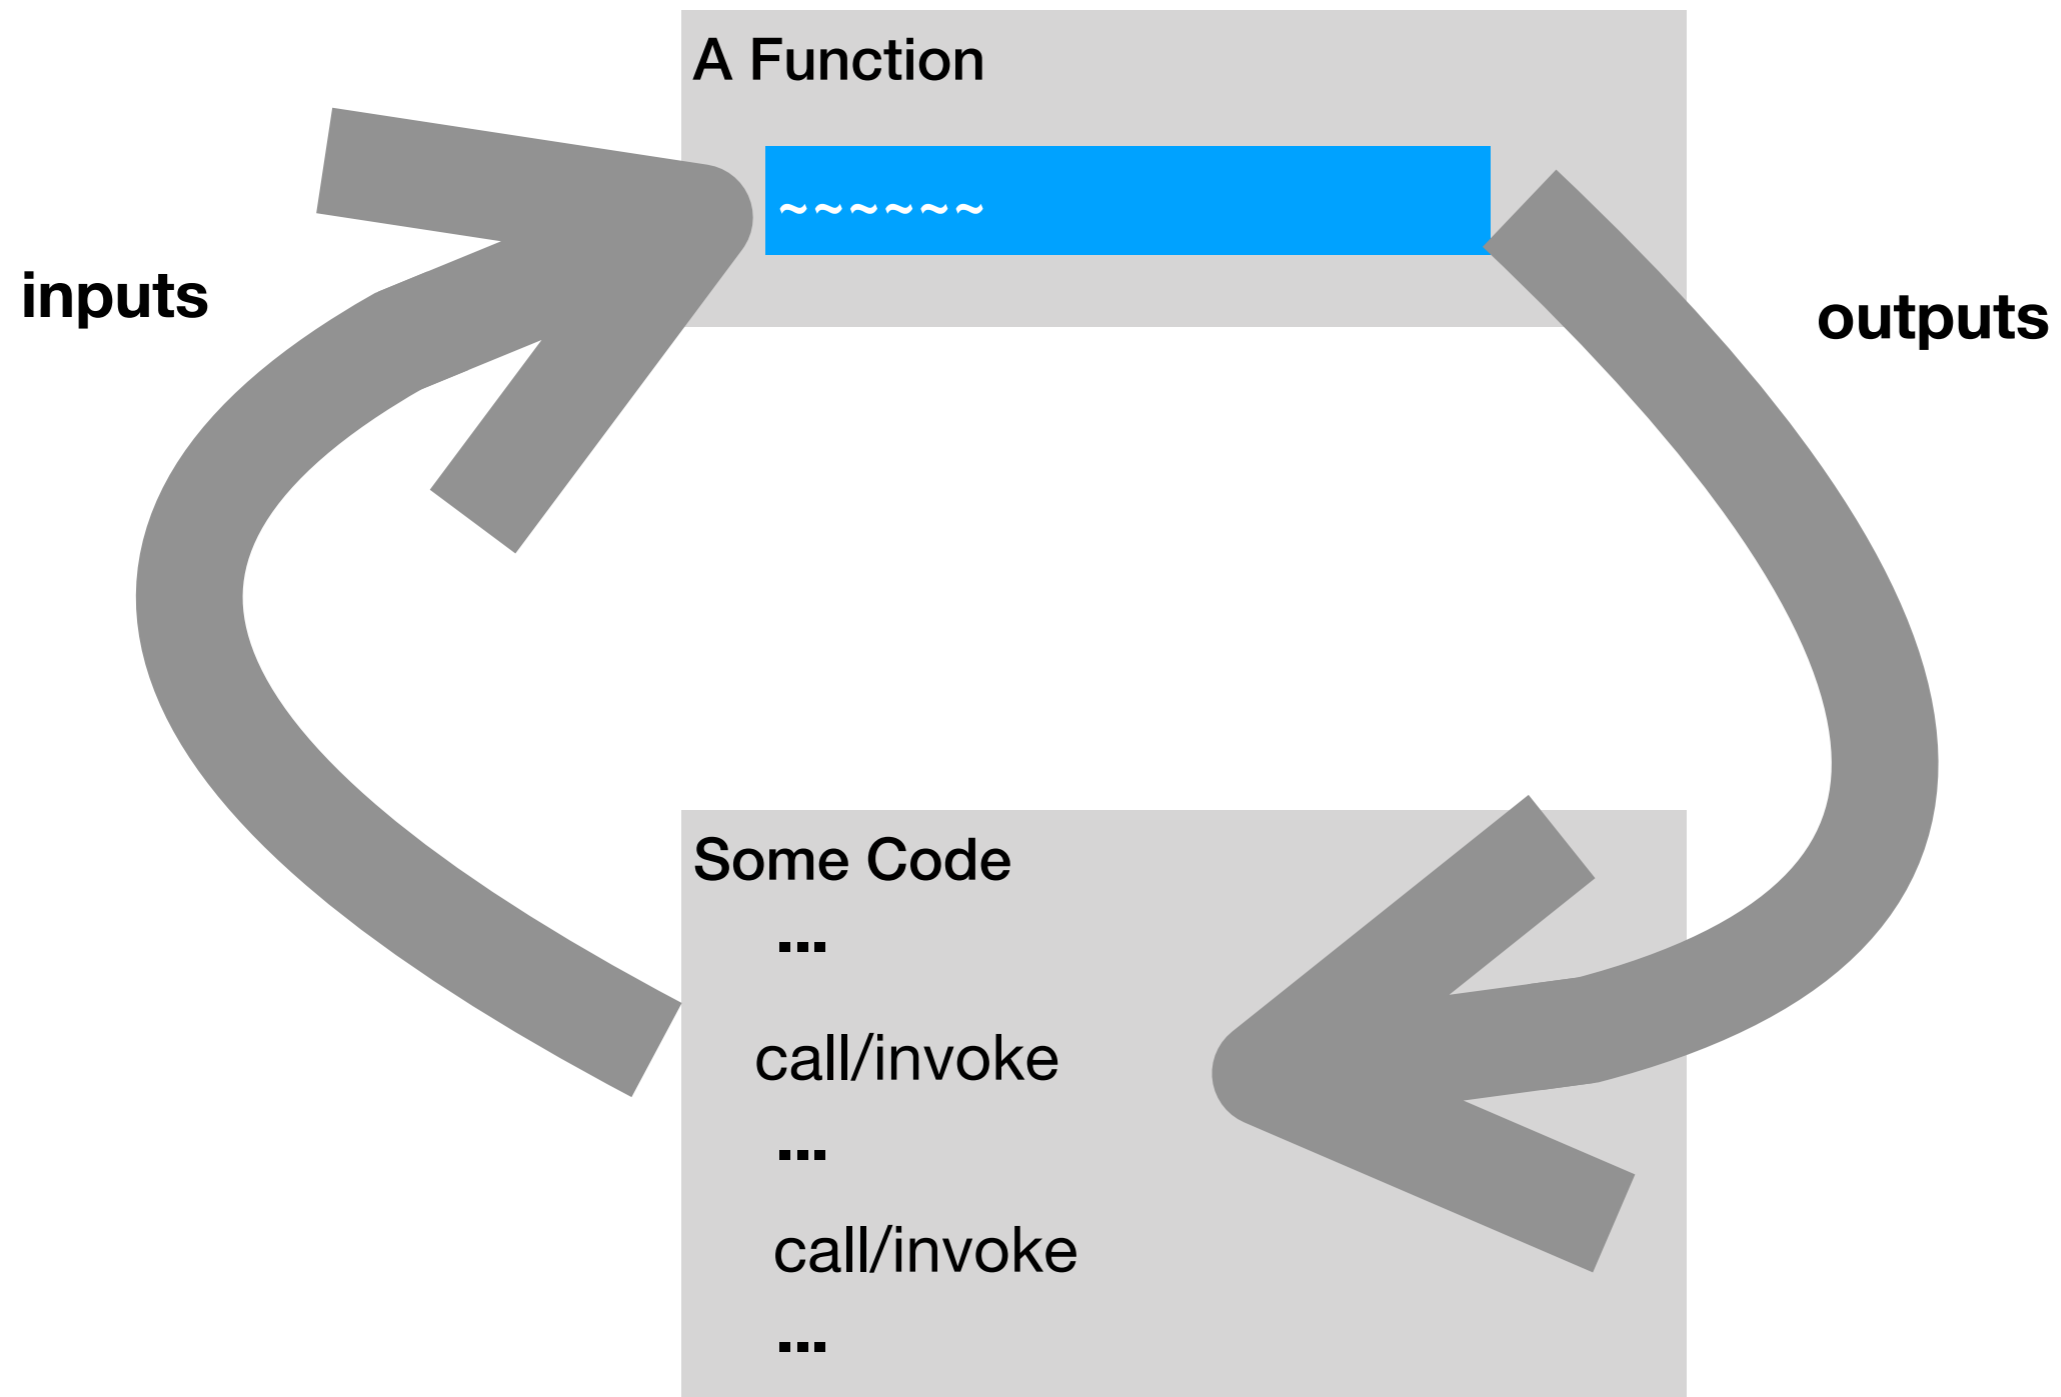 A Function
~~~~~~
inputs
outputs
Some Code
...
call/invoke
...
call/invoke
...